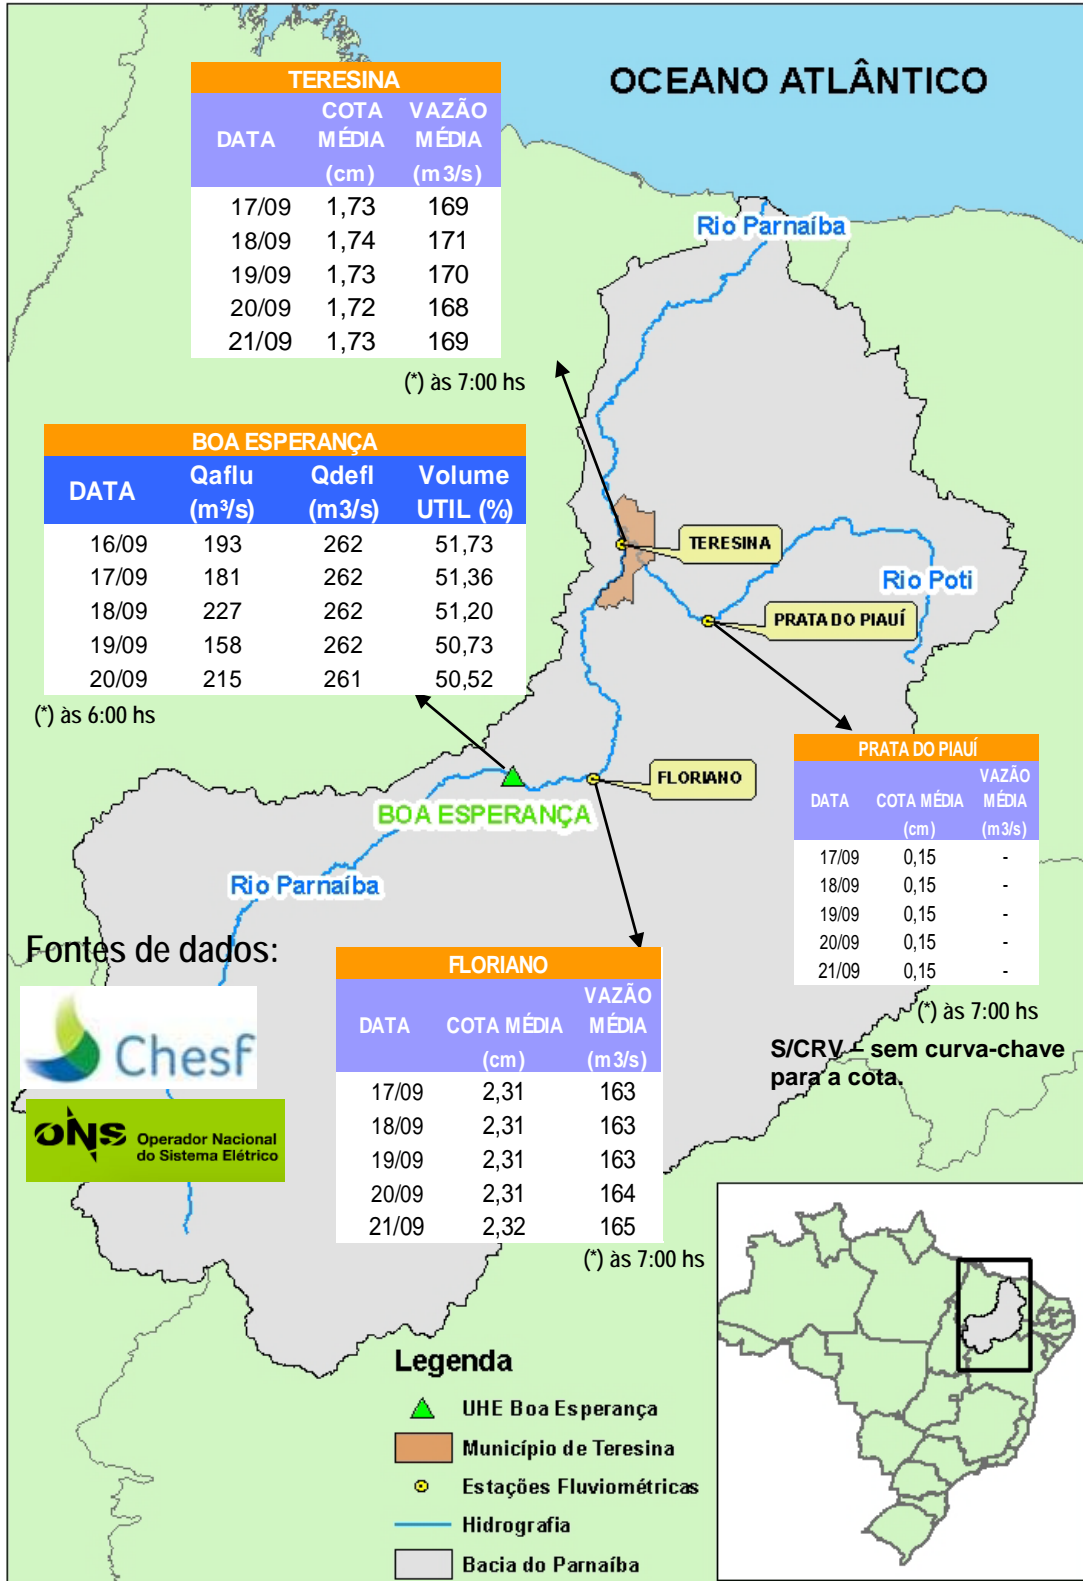 OCEANO ATLÂNTICO
TERESINA
DATA COTA MÉDIA (cm) VAZÃO MÉDIA (m3/s)
17/09 1,73 169
18/09 1,74 171
19/09 1,73 170
20/09 1,72 168
21/09 1,73 169
(*) às 7:00 hs
Rio Parnaíba
BOA ESPERANÇA
DATA Qaflu (m³/s) Qdefl (m3/s) Volume UTIL (%)
16/09 193 262 51,73
17/09 181 262 51,36
18/09 227 262 51,20
19/09 158 262 50,73
20/09 215 261 50,52
(*) às 6:00 hs
TERESINA
Rio Poti
PRATA DO PIAUÍ
FLORIANO
BOA ESPERANÇA
Rio Parnaíba
PRATA DO PIAUÍ
DATA COTA MÉDIA (cm) VAZÃO MÉDIA (m3/s)
17/09 0,15 -
18/09 0,15 -
19/09 0,15 -
20/09 0,15 -
21/09 0,15 -
(*) às 7:00 hs
S/CRV – sem curva-chave
para a cota.
Fontes de dados:
Chesf
ONS Operador Nacional
do Sistema Elétrico
FLORIANO
DATA COTA MÉDIA (cm) VAZÃO MÉDIA (m3/s)
17/09 2,31 163
18/09 2,31 163
19/09 2,31 163
20/09 2,31 164
21/09 2,32 165
(*) às 7:00 hs
Legenda
UHE Boa Esperança
Município de Teresina
Estações Fluviométricas
Hidrografia
Bacia do Parnaíba